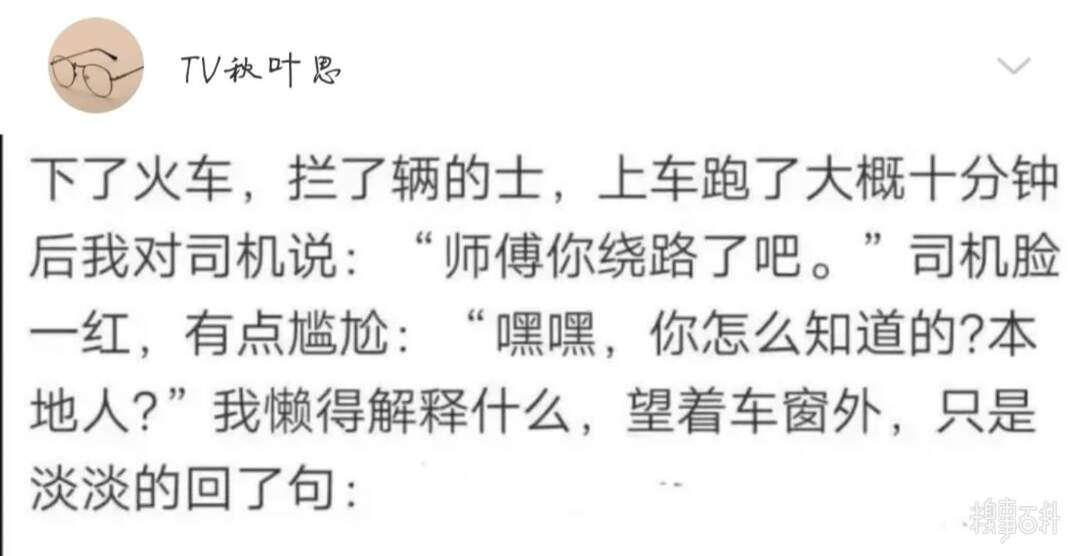 TV秋叶思
下了火车，拦了辆的士，上车跑了大概十分钟
后我对司机说：“师傅你绕路了吧。”司机脸
一红，有点尴尬：“嘿嘿，你怎么知道的?本
地人?”我懒得解释什么，望着车窗外，只是
淡淡的回了句：
糗事百科